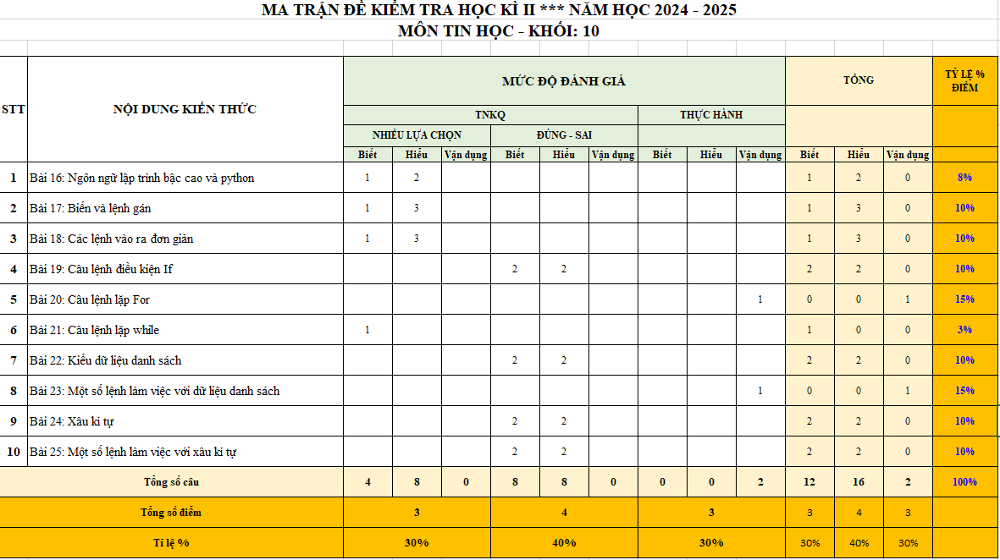 MA TRẬN ĐỀ KIỂM TRA HỌC KÌ II *** NĂM HỌC 2024 - 2025
MÔN TIN HỌC - KHỐI: 10
STT NỘI DUNG KIẾN THỨC MỨC ĐỘ ĐÁNH GIÁ TỔNG TỶ LỆ % ĐIỂM
TNKQ THỰC HÀNH
NHIỀU LỰA CHỌN ĐÚNG - SAI
Biết Hiểu Vận dụng Biết Hiểu Vận dụng Biết Hiểu Vận dụng Biết Hiểu Vận dụng
1 Bài 16: Ngôn ngữ lập trình bậc cao và python 1 2 1 2 0 8%
2 Bài 17: Biến và lệnh gán 1 3 1 3 0 10%
3 Bài 18: Các lệnh vào ra đơn giản 1 3 1 3 0 10%
4 Bài 19: Câu lệnh điều kiện If 2 2 2 2 0 10%
5 Bài 20: Câu lệnh lặp For 1 0 0 1 15%
6 Bài 21: Câu lệnh lặp while 1 1 0 0 3%
7 Bài 22: Kiểu dữ liệu danh sách 2 2 2 2 0 10%
8 Bài 23: Một số lệnh làm việc với dữ liệu danh sách 1 0 0 1 15%
9 Bài 24: Xâu kí tự 2 2 2 2 0 10%
10 Bài 25: Một số lệnh làm việc với xâu kí tự 2 2 2 2 0 10%
Tổng số câu 4 8 0 8 8 0 0 0 2 12 16 2 100%
Tổng số điểm 3 4 3 3 4 3
Tỉ lệ % 30% 40% 30% 30% 40% 30%